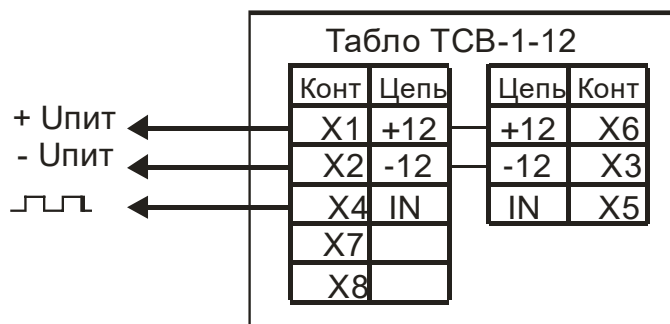 Табло ТСВ-1-12
Конт Цепь Цепь Конт
+ Uпит X1 +12 +12 X6
- Uпит X2 -12 -12 X3
X4 IN IN X5
X7
X8